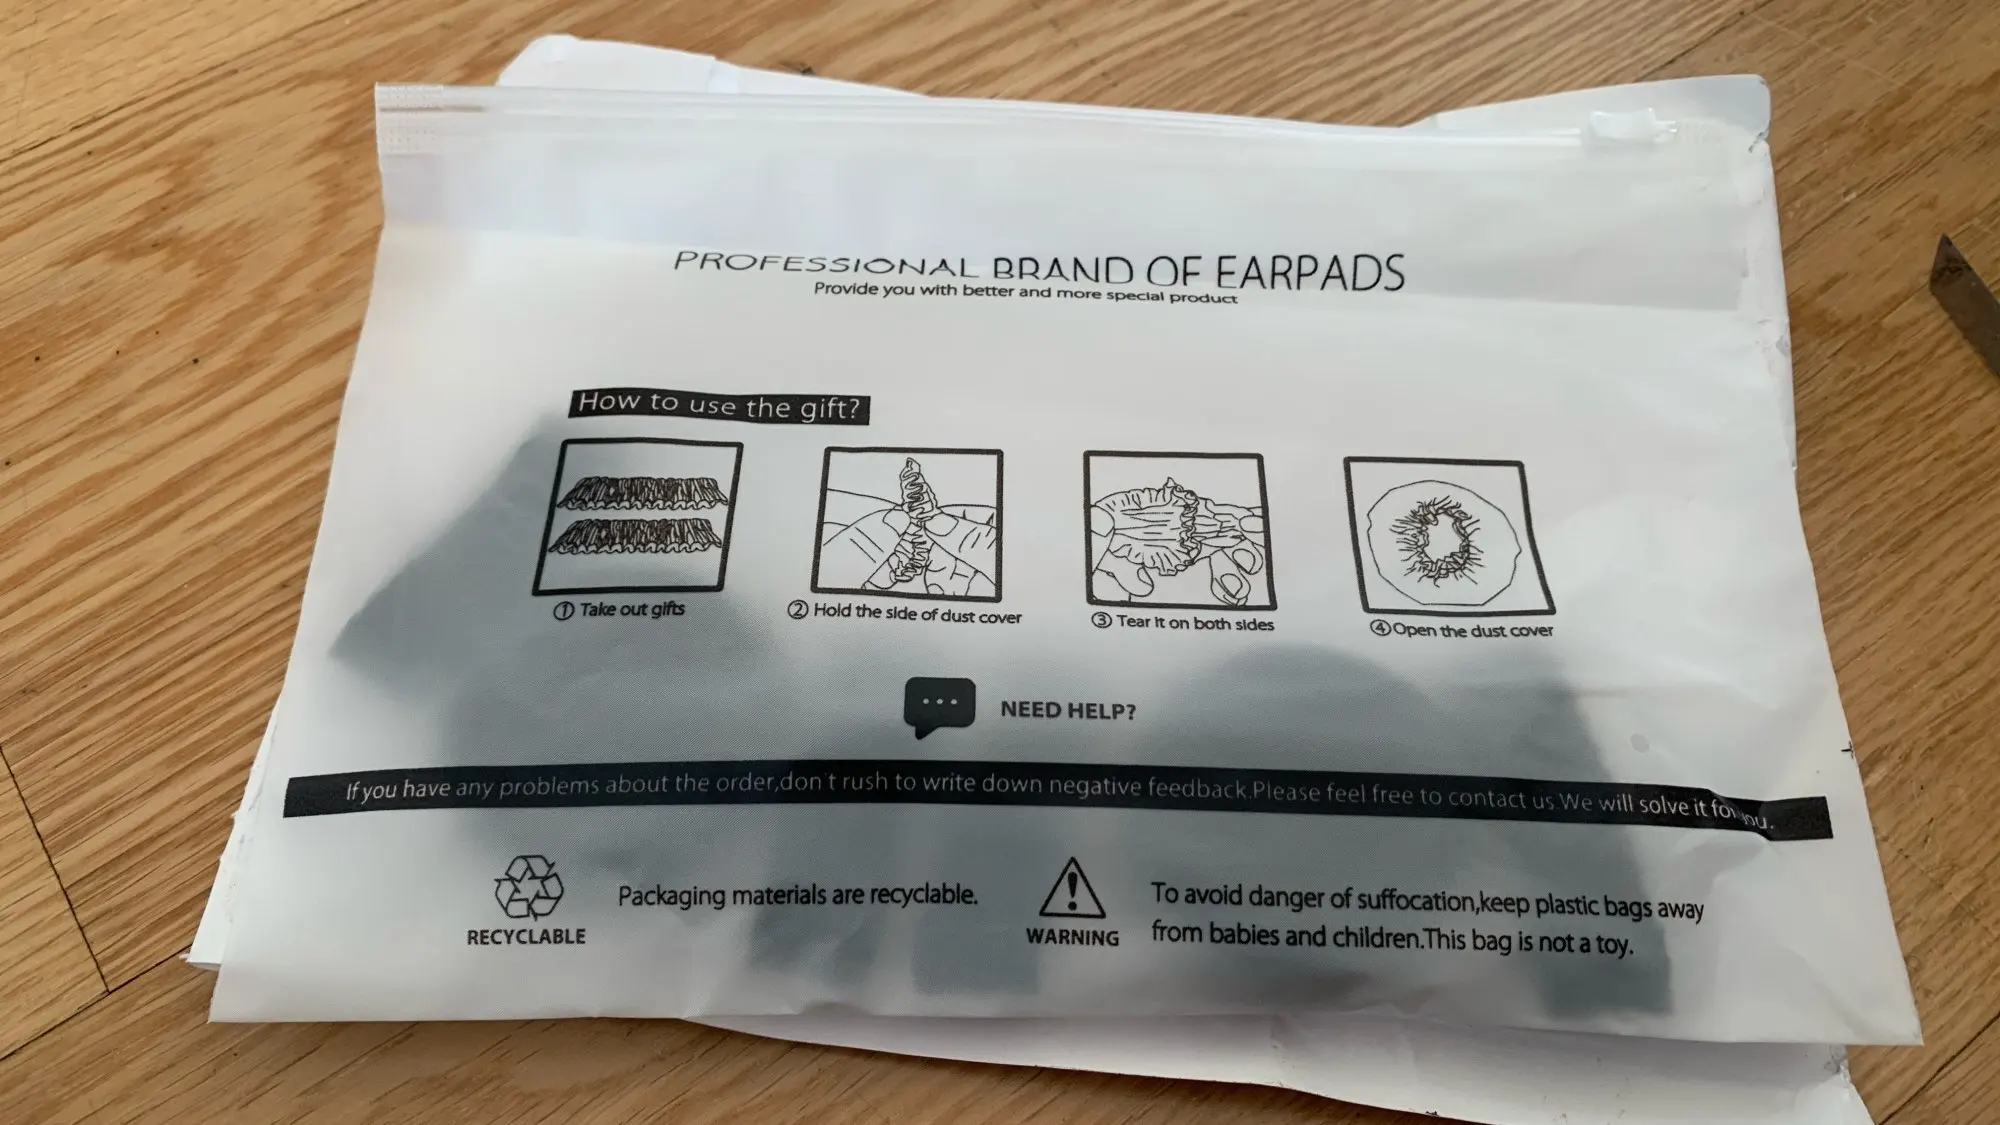 PROFESSIONAL BRAND OF EARPADS
Provide you with better and more special product
How to use the gift?
① Take out gifts
② Hold the side of dust cover
③ Tear it on both sides
④Open the dust cover
NEED HELP?
If you have any problems about the order,don't rush to write down negative feedback.Please feel free to contact us.We will solve it for you.
RECYCLABLE
Packaging materials are recyclable.
WARNING
To avoid danger of suffocation,keep plastic bags away
from babies and children.This bag is not a toy.